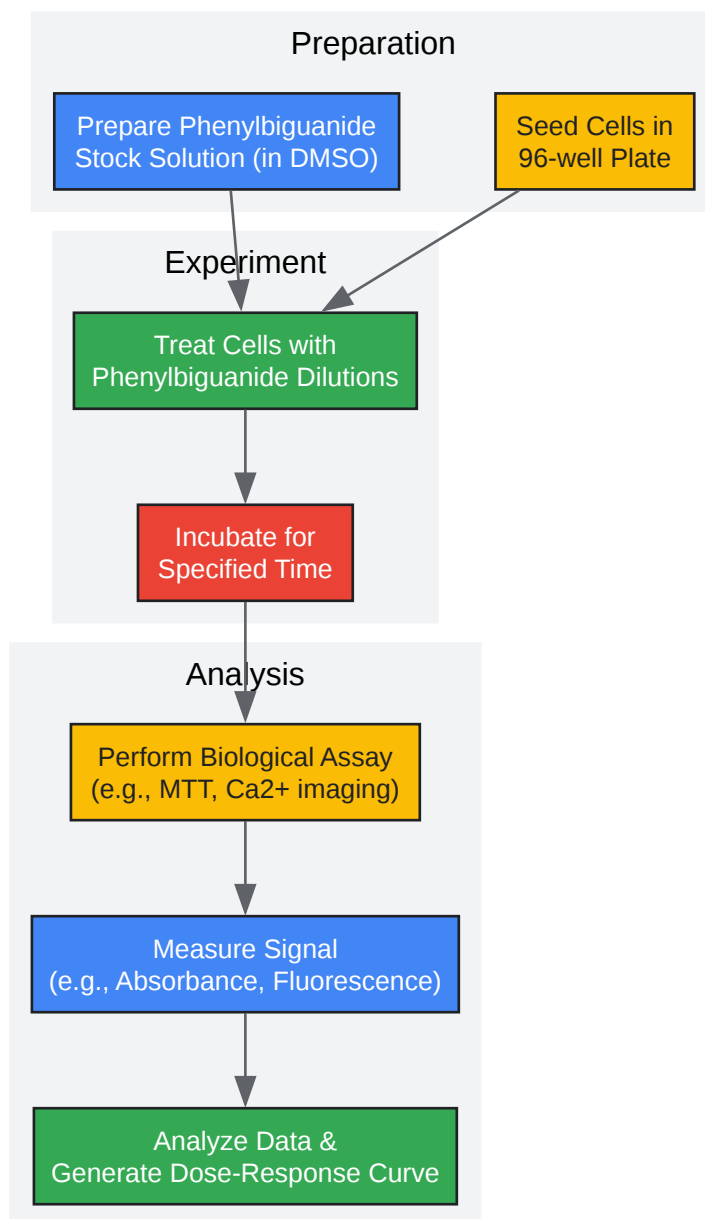 Preparation
Prepare Phenylbiguanide
Stock Solution (in DMSO)
Seed Cells in
96-well Plate
Experiment
Treat Cells with
Phenylbiguanide Dilutions
Incubate for
Specified Time
Analysis
Perform Biological Assay
(e.g., MTT, Ca2+ imaging)
Measure Signal
(e.g., Absorbance, Fluorescence)
Analyze Data &
Generate Dose-Response Curve